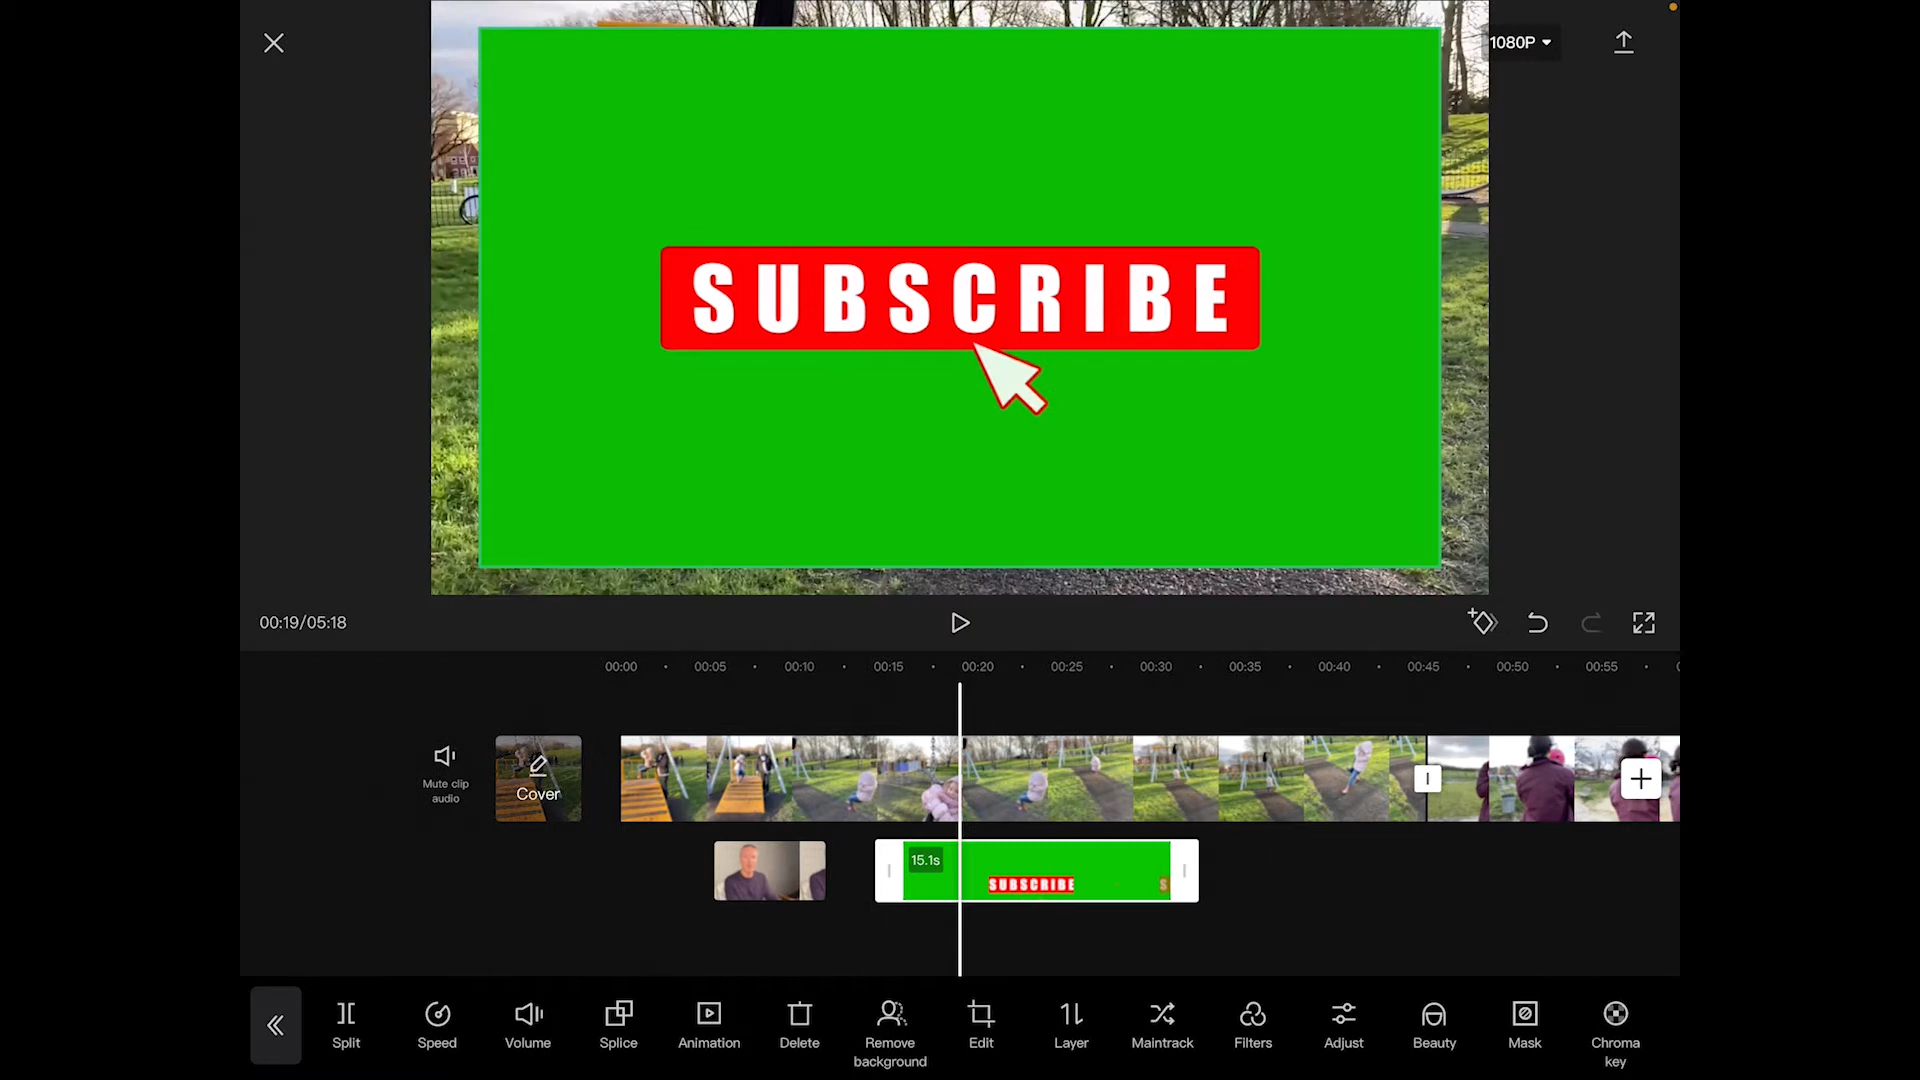 1080P
SUBSCRIBE
00:19/05:18
00:00 00:05 00:10 00:15 00:20 00:25 00:30 00:35 00:40 00:45 00:50 00:55
Mute clip
audio
Cover
15.1s
SUBSCRIBE
S
Split
Speed
Volume
Splice
Animation
Delete
Remove
background
Edit
Layer
Maintrack
Filters
Adjust
Beauty
Mask
Chroma
key